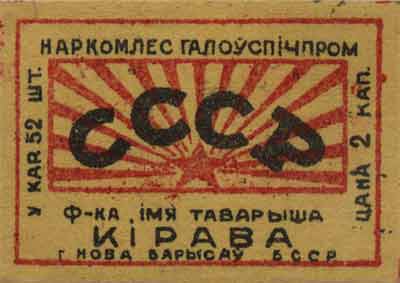 НАРКОМЛЕС ГАЛОЎСПІЧПРОМ
У КАР 52 ШТ.
СССР
ЦАНА 2 КАП.
Ф-КА ІМЯ ТАВАРЫША
КІРАВА
Г НОВА БАРЫСАЎ БССР